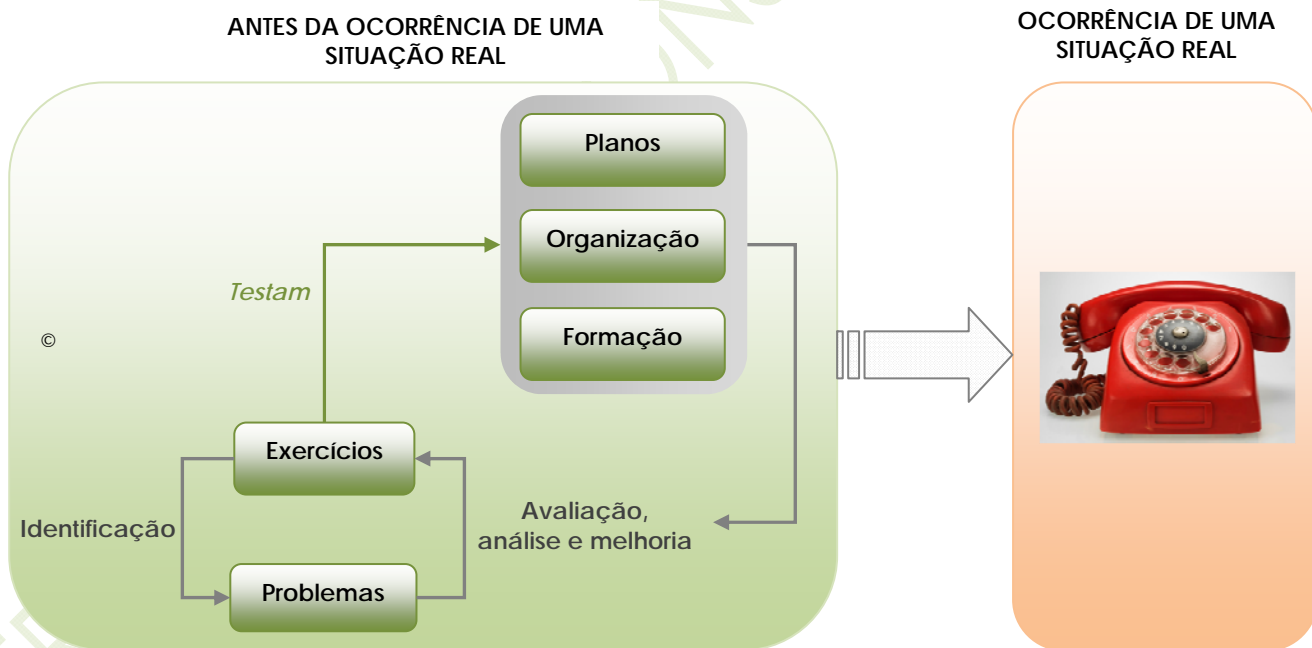 ANTES DA OCORRÊNCIA DE UMA
SITUAÇÃO REAL
OCORRÊNCIA DE UMA
SITUAÇÃO REAL
Planos
Organização
Formação
Testam
©
Exercícios
Identificação
Avaliação,
análise e melhoria
Problemas